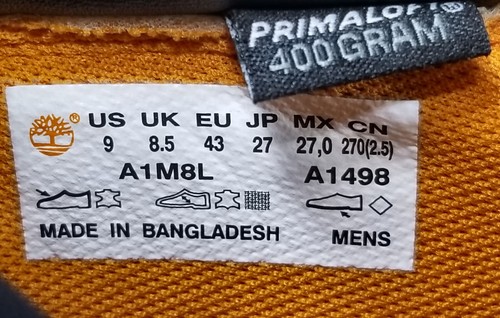 PRIMALOFT®
400 GRAM
®
US UK EU JP MX CN
9 8.5 43 27 27,0 270(2.5)
A1M8L A1498
MADE IN BANGLADESH MENS